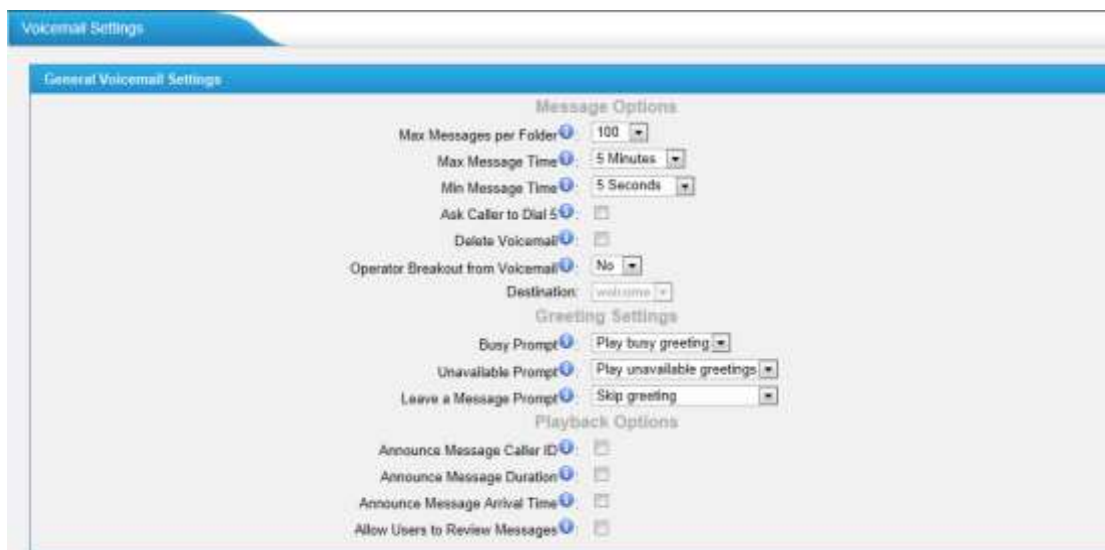 Voicemail Settings
General Voicemail Settings
Message Options
Max Messages per Folder : 100
Max Message Time : 5 Minutes
Min Message Time : 5 Seconds
Ask Caller to Dial 5 :
Delete Voicemail :
Operator Breakout from Voicemail : No
Destination: welcome
Greeting Settings
Busy Prompt : Play busy greeting
Unavailable Prompt : Play unavailable greetings
Leave a Message Prompt : Skip greeting
Playback Options
Announce Message Caller ID :
Announce Message Duration :
Announce Message Arrival Time :
Allow Users to Review Messages :